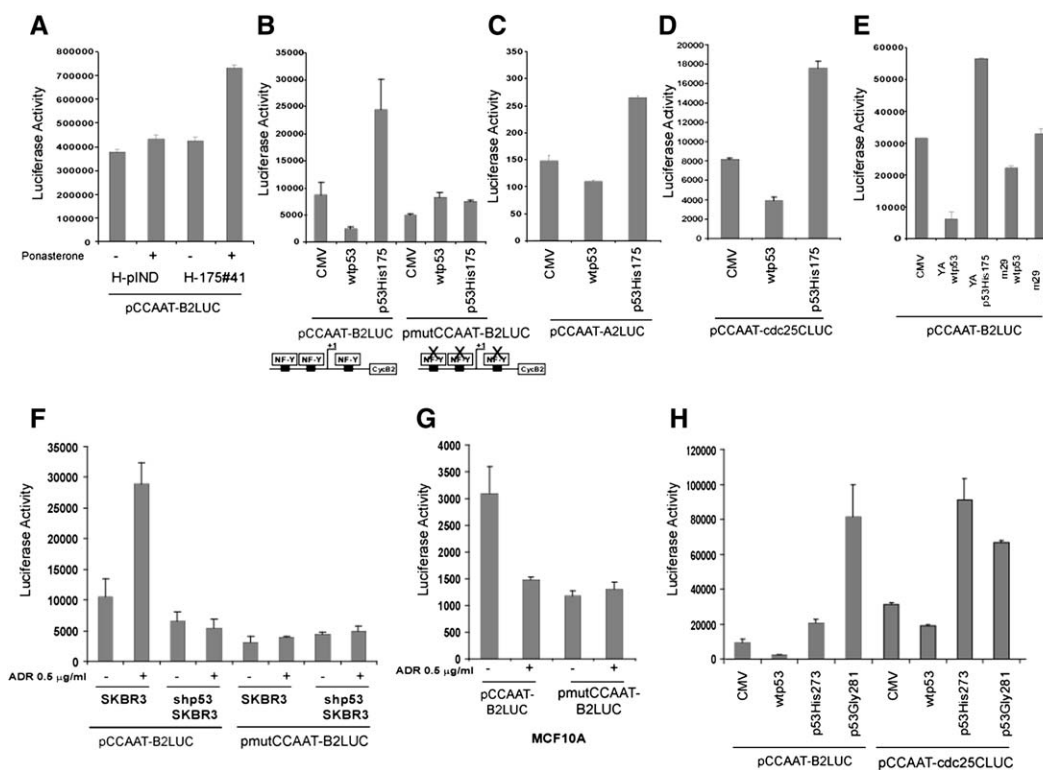 A
Luciferase Activity
800000
700000
600000
500000
400000
300000
200000
100000
0
Ponasterone
- + - +
H-pIND H-175#41
pCCAAT-B2LUC
B
Luciferase Activity
35000
30000
25000
20000
15000
10000
5000
0
CMV
wtp53
p53His175
CMV
wtp53
p53His175
pCCAAT-B2LUC pmutCCAAT-B2LUC
+1
NF-Y NF-Y NF-Y
CycB2
+1
NF-Y NF-Y NF-Y
CycB2
C
Luciferase Activity
350
300
250
200
150
100
50
0
CMV
wtp53
p53His175
pCCAAT-A2LUC
D
Luciferase Activity
20000
18000
16000
14000
12000
10000
8000
6000
4000
2000
0
CMV
wtp53
p53His175
pCCAAT-cdc25CLUC
E
Luciferase Activity
60000
50000
40000
30000
20000
10000
0
CMV
YA
wtp53
YA
p53His175
m29
wtp53
m29
pCCAAT-B2LUC
F
Luciferase Activity
35000
30000
25000
20000
15000
10000
5000
0
ADR 0.5 µg/ml
- + - + - + - +
SKBR3 shp53 SKBR3 shp53
SKBR3 SKBR3
pCCAAT-B2LUC pmutCCAAT-B2LUC
G
Luciferase Activity
4000
3500
3000
2500
2000
1500
1000
500
0
ADR 0.5 µg/ml
- + - +
pCCAAT- pmutCCAAT-
B2LUC B2LUC
MCF10A
H
Luciferase Activity
120000
100000
80000
60000
40000
20000
0
CMV
wtp53
p53His273
p53Gly281
CMV
wtp53
p53His273
p53Gly281
pCCAAT-B2LUC pCCAAT-cdc25CLUC